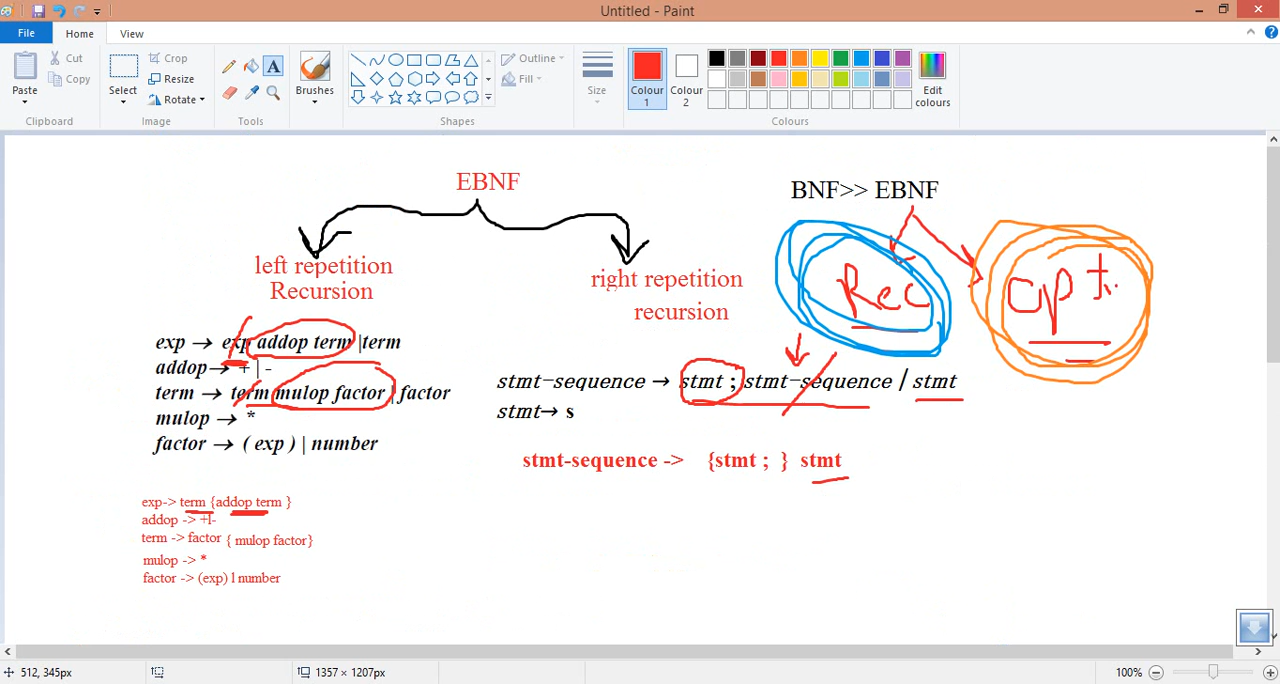 Untitled - Paint
File
Home
View
Paste
Cut
Copy
Clipboard
Select
Crop
Resize
Rotate
Image
Tools
Brushes
Shapes
Outline
Fill
Size
Colour 1
Colour 2
Edit colours
Colours
EBNF
left repetition
Recursion
right repetition
recursion
BNF>> EBNF
Rec
opt.
exp → exp addop term |term
addop→ + | -
term → term mulop factor | factor
mulop → *
factor → ( exp ) | number
stmt-sequence → stmt ; stmt-sequence / stmt
stmt→ s
stmt-sequence -> {stmt ; } stmt
exp-> term {addop term }
addop -> +l-
term -> factor { mulop factor}
mulop -> *
factor -> (exp) l number
512, 345px
1357 × 1207px
100%